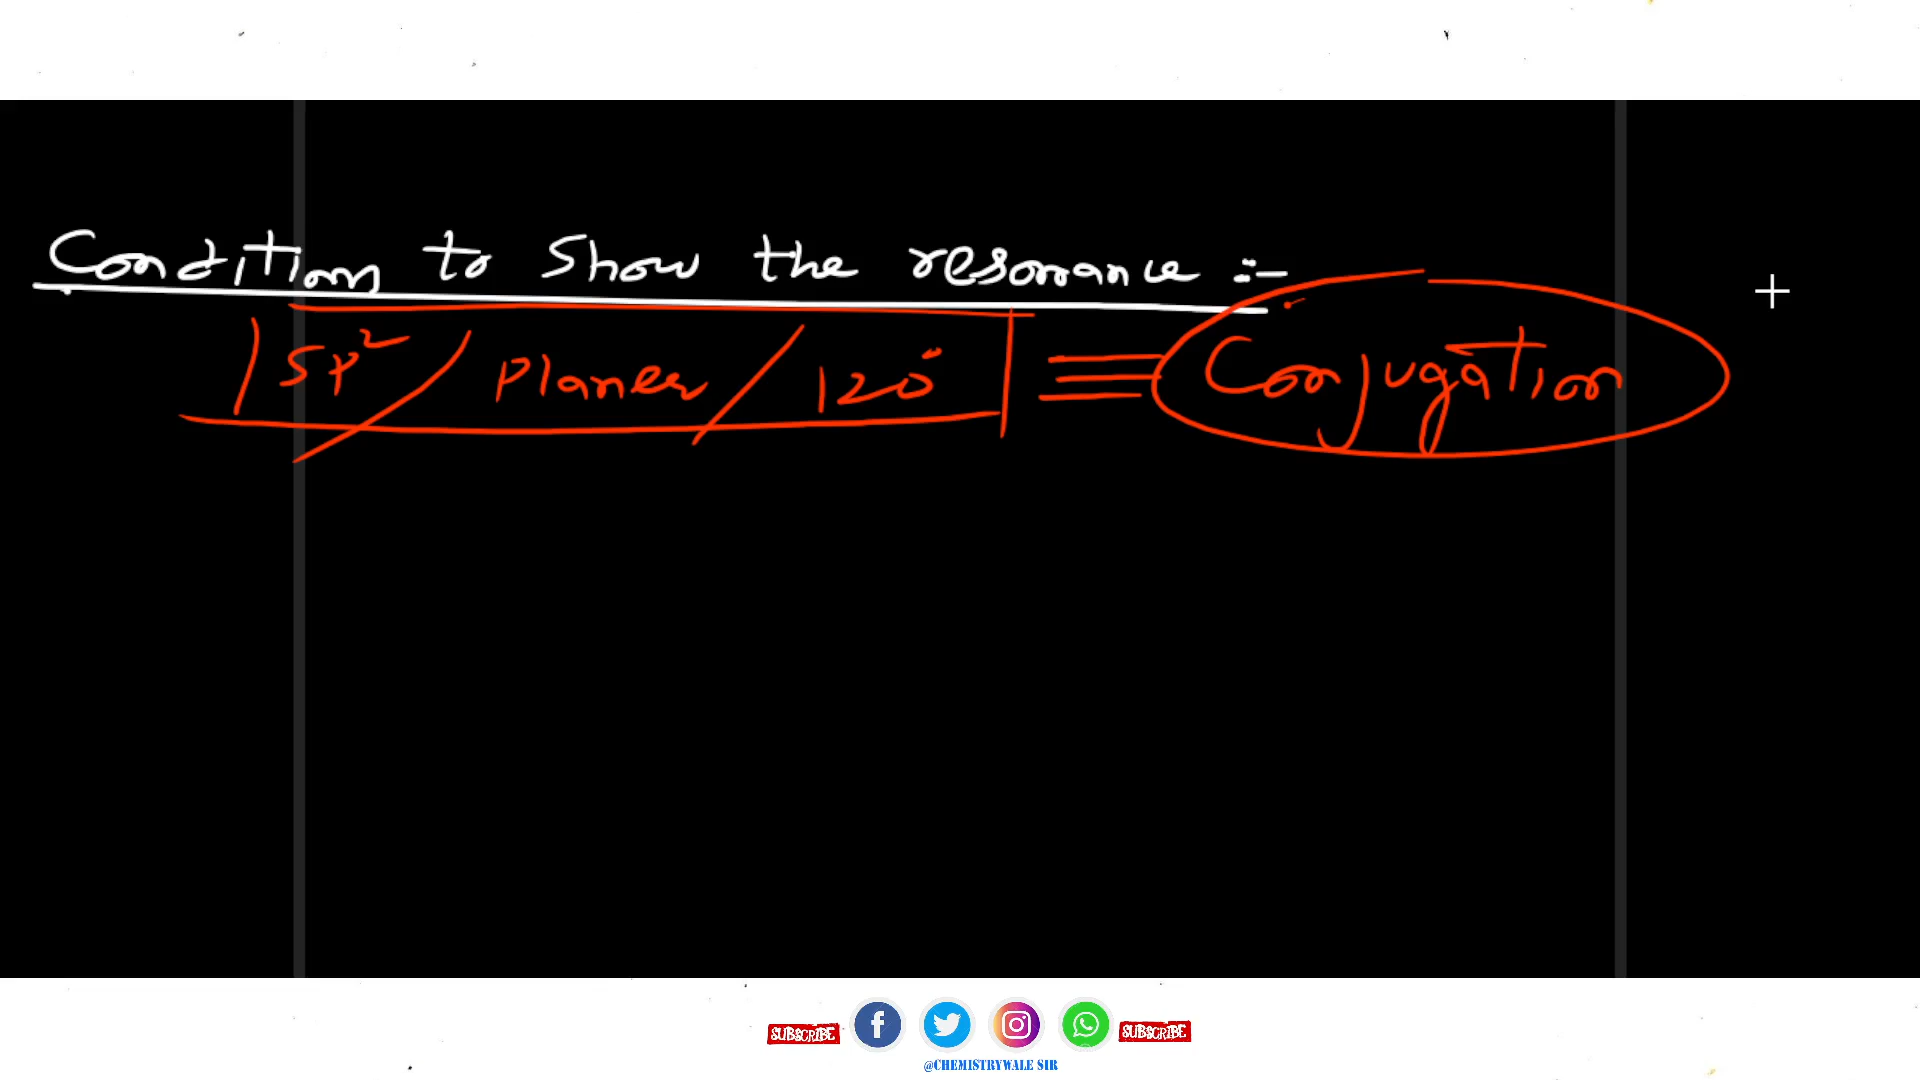 Condition to show the resonance :-
| sp² / planer / 120° | ≡ Conjugation
SUBSCRIBE SUBSCRIBE
@CHEMISTRYWALE SIR